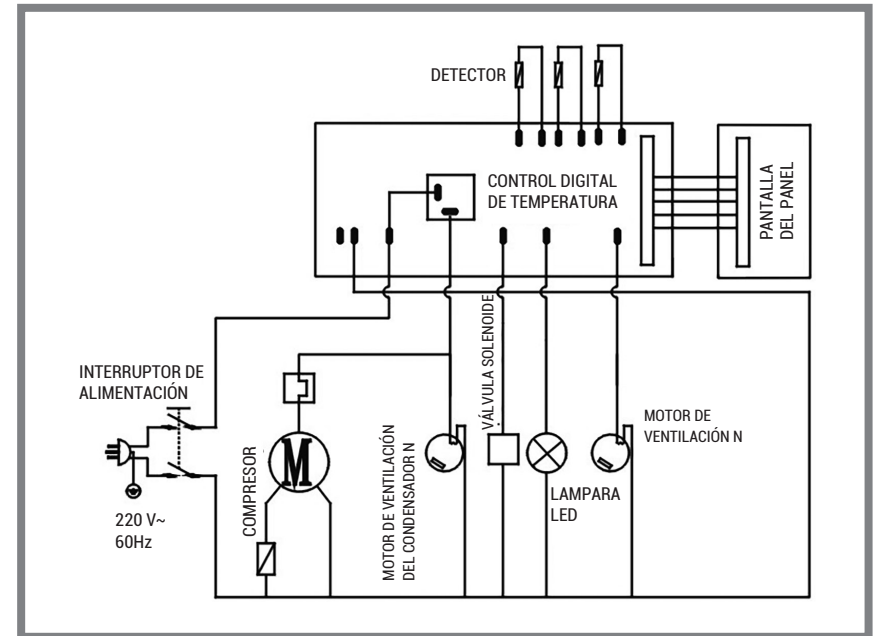 DETECTOR
CONTROL DIGITAL
DE TEMPERATURA
PANTALLA
DEL PANEL
INTERRUPTOR DE
ALIMENTACIÓN
220 V~
60Hz
COMPRESOR
M
MOTOR DE VENTILACIÓN
DEL CONDENSADOR N
VÁLVULA SOLENOIDE
LAMPARA
LED
MOTOR DE
VENTILACIÓN N